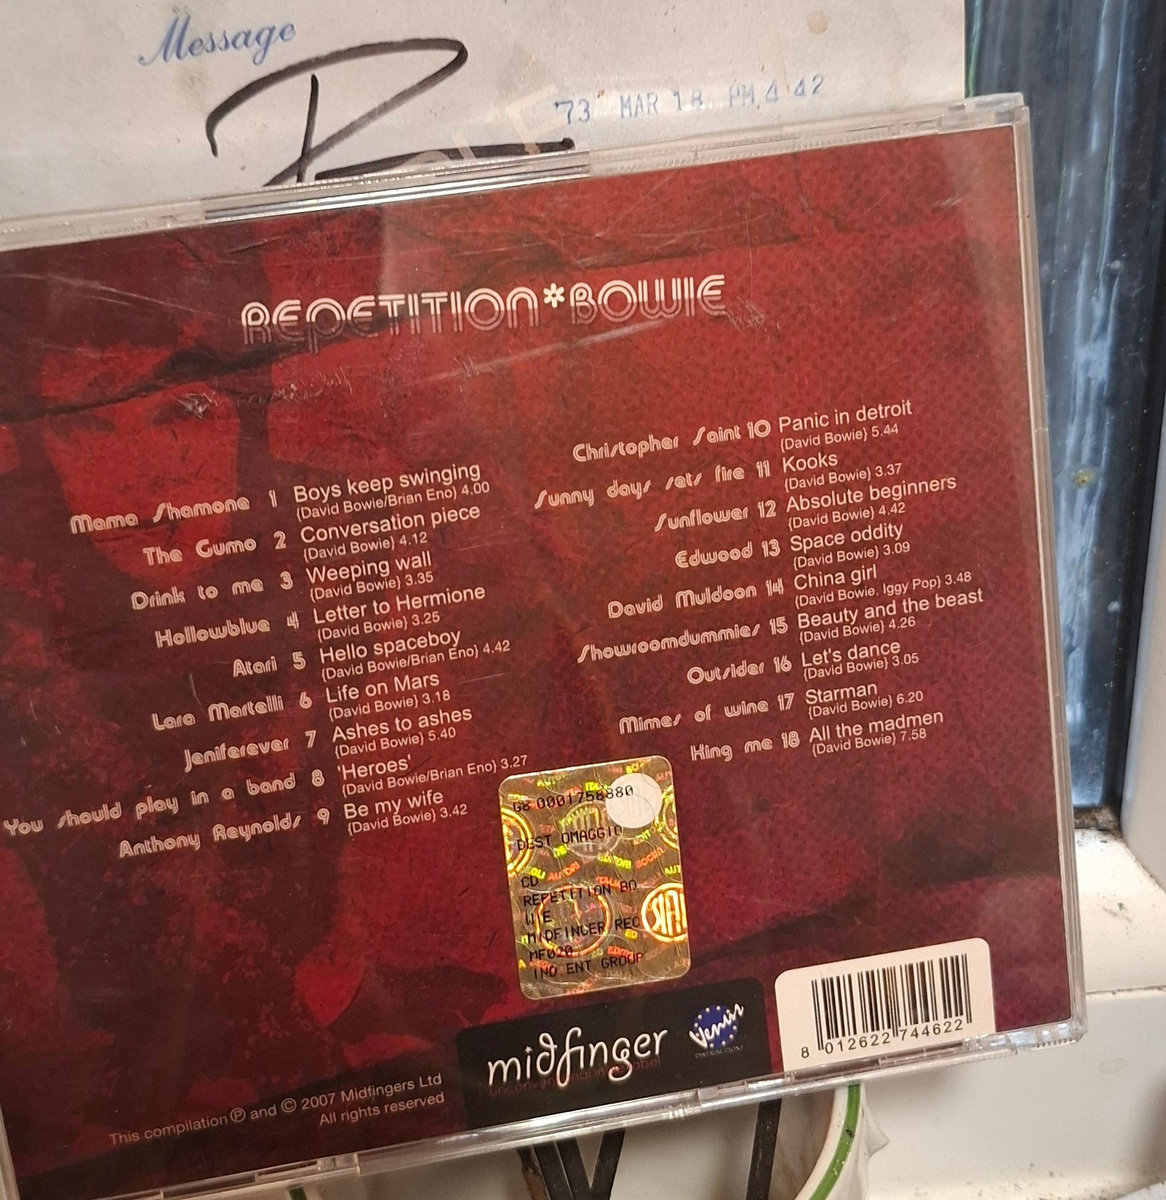 Message
'73 MAR 18 PM 4 42
REPETITION*BOWIE
Mama Shamone 1 Boys keep swinging
(David Bowie/Brian Eno) 4.00
The Gumo 2 Conversation piece
(David Bowie) 4.12
Drink to me 3 Weeping wall
(David Bowie) 3.35
Hollowblue 4 Letter to Hermione
(David Bowie) 3.25
Atari 5 Hello spaceboy
(David Bowie/Brian Eno) 4.42
Lara Martelli 6 Life on Mars
(David Bowie) 3.18
Jeniferever 7 Ashes to ashes
(David Bowie) 5.40
You should play in a band 8 'Heroes'
(David Bowie/Brian Eno) 3.27
Anthony Reynolds 9 Be my wife
(David Bowie) 3.42
Christopher Saint 10 Panic in detroit
(David Bowie) 5.44
Sunny days sets fire 11 Kooks
(David Bowie) 3.37
Sunflower 12 Absolute beginners
(David Bowie) 4.42
Edwood 13 Space oddity
(David Bowie) 3.09
David Muldoon 14 China girl
(David Bowie. Iggy Pop) 3.48
Showroomdummies 15 Beauty and the beast
(David Bowie) 4.26
Outsider 16 Let's dance
(David Bowie) 3.05
Mimes of wine 17 Starman
(David Bowie) 6.20
King me 18 All the madmen
(David Bowie) 7.58
G8 0001758880
DEST OMAGGIO
CD
REPETITION BO
WIE
MIDFINGER REC
MF020
IND ENT GROUP
midfinger
Venus
DISTRIBUTION
8 012622 744622
This compilation Ⓟ and © 2007 Midfingers Ltd
All rights reserved